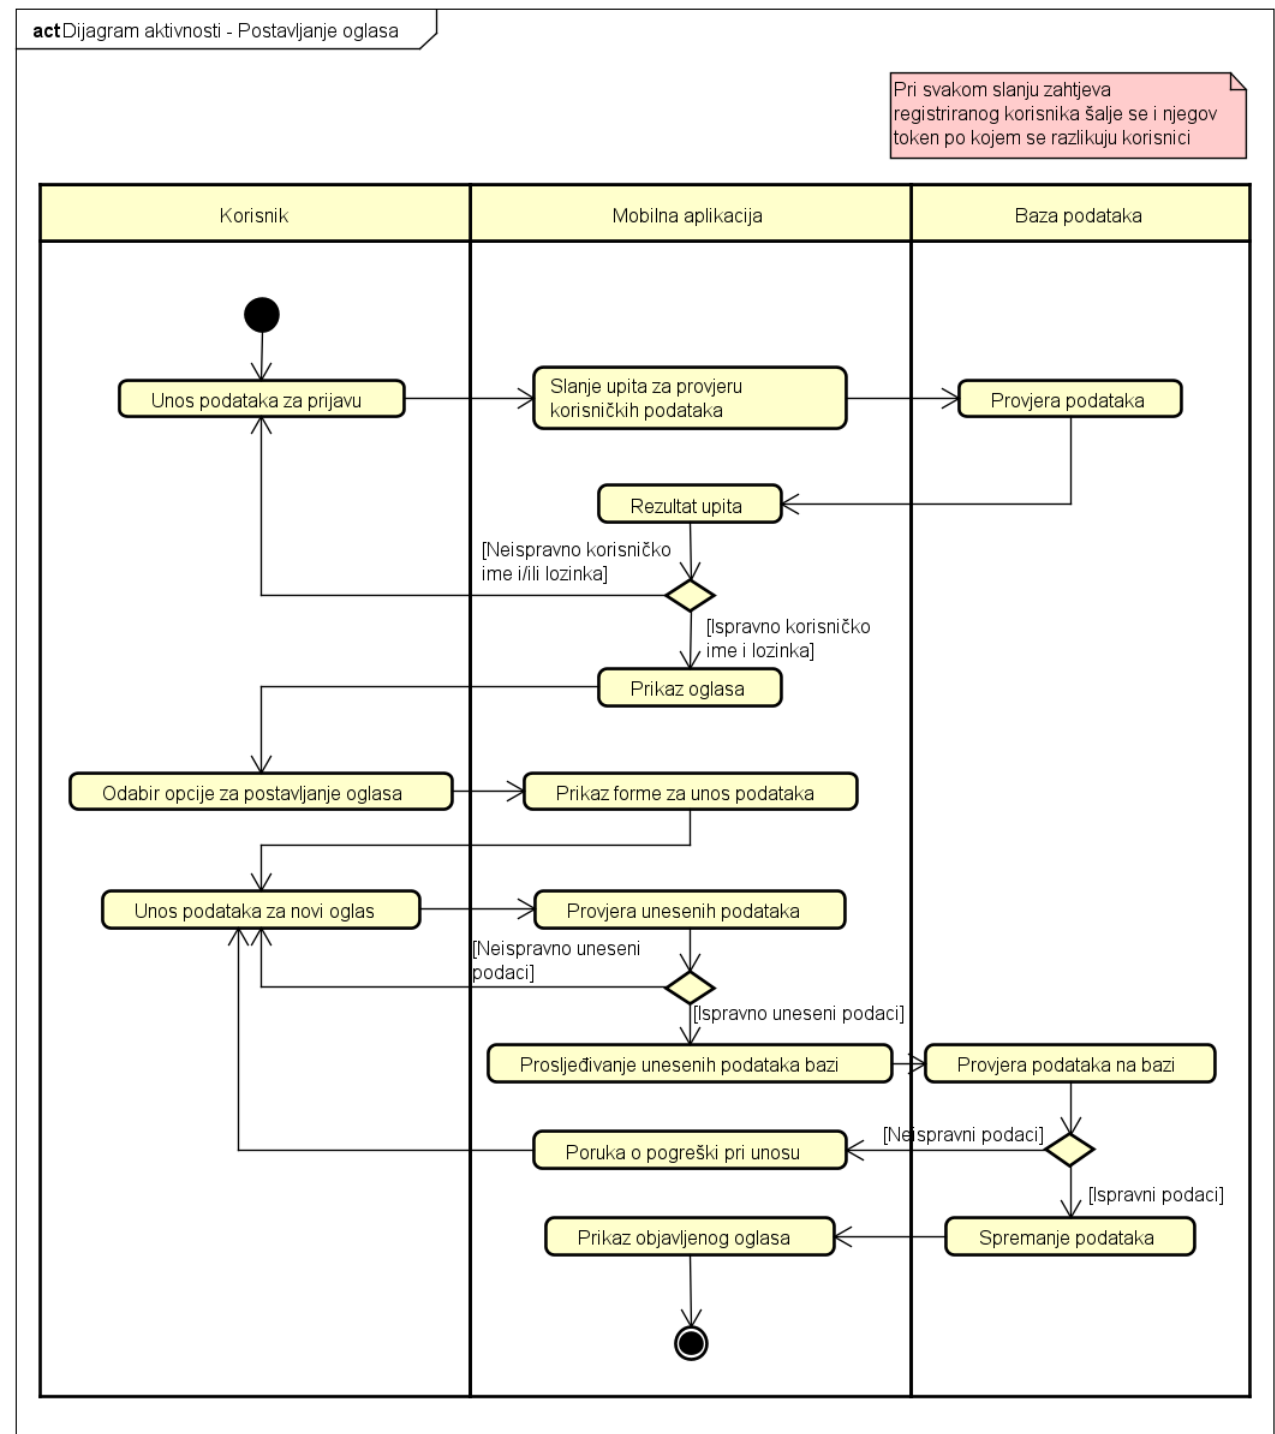 act Dijagram aktivnosti - Postavljanje oglasa
Pri svakom slanju zahtjeva
registriranog korisnika šalje se i njegov
token po kojem se razlikuju korisnici
Korisnik
Mobilna aplikacija
Baza podataka
Unos podataka za prijavu
Slanje upita za provjeru
korisničkih podataka
Provjera podataka
Rezultat upita
[Neispravno korisničko
ime i/ili lozinka]
[Ispravno korisničko
ime i lozinka]
Prikaz oglasa
Odabir opcije za postavljanje oglasa
Prikaz forme za unos podataka
Unos podataka za novi oglas
Provjera unesenih podataka
[Neispravno uneseni
podaci]
[Ispravno uneseni podaci]
Prosljeđivanje unesenih podataka bazi
Provjera podataka na bazi
[Neispravni podaci]
Poruka o pogreški pri unosu
[Ispravni podaci]
Prikaz objavljenog oglasa
Spremanje podataka